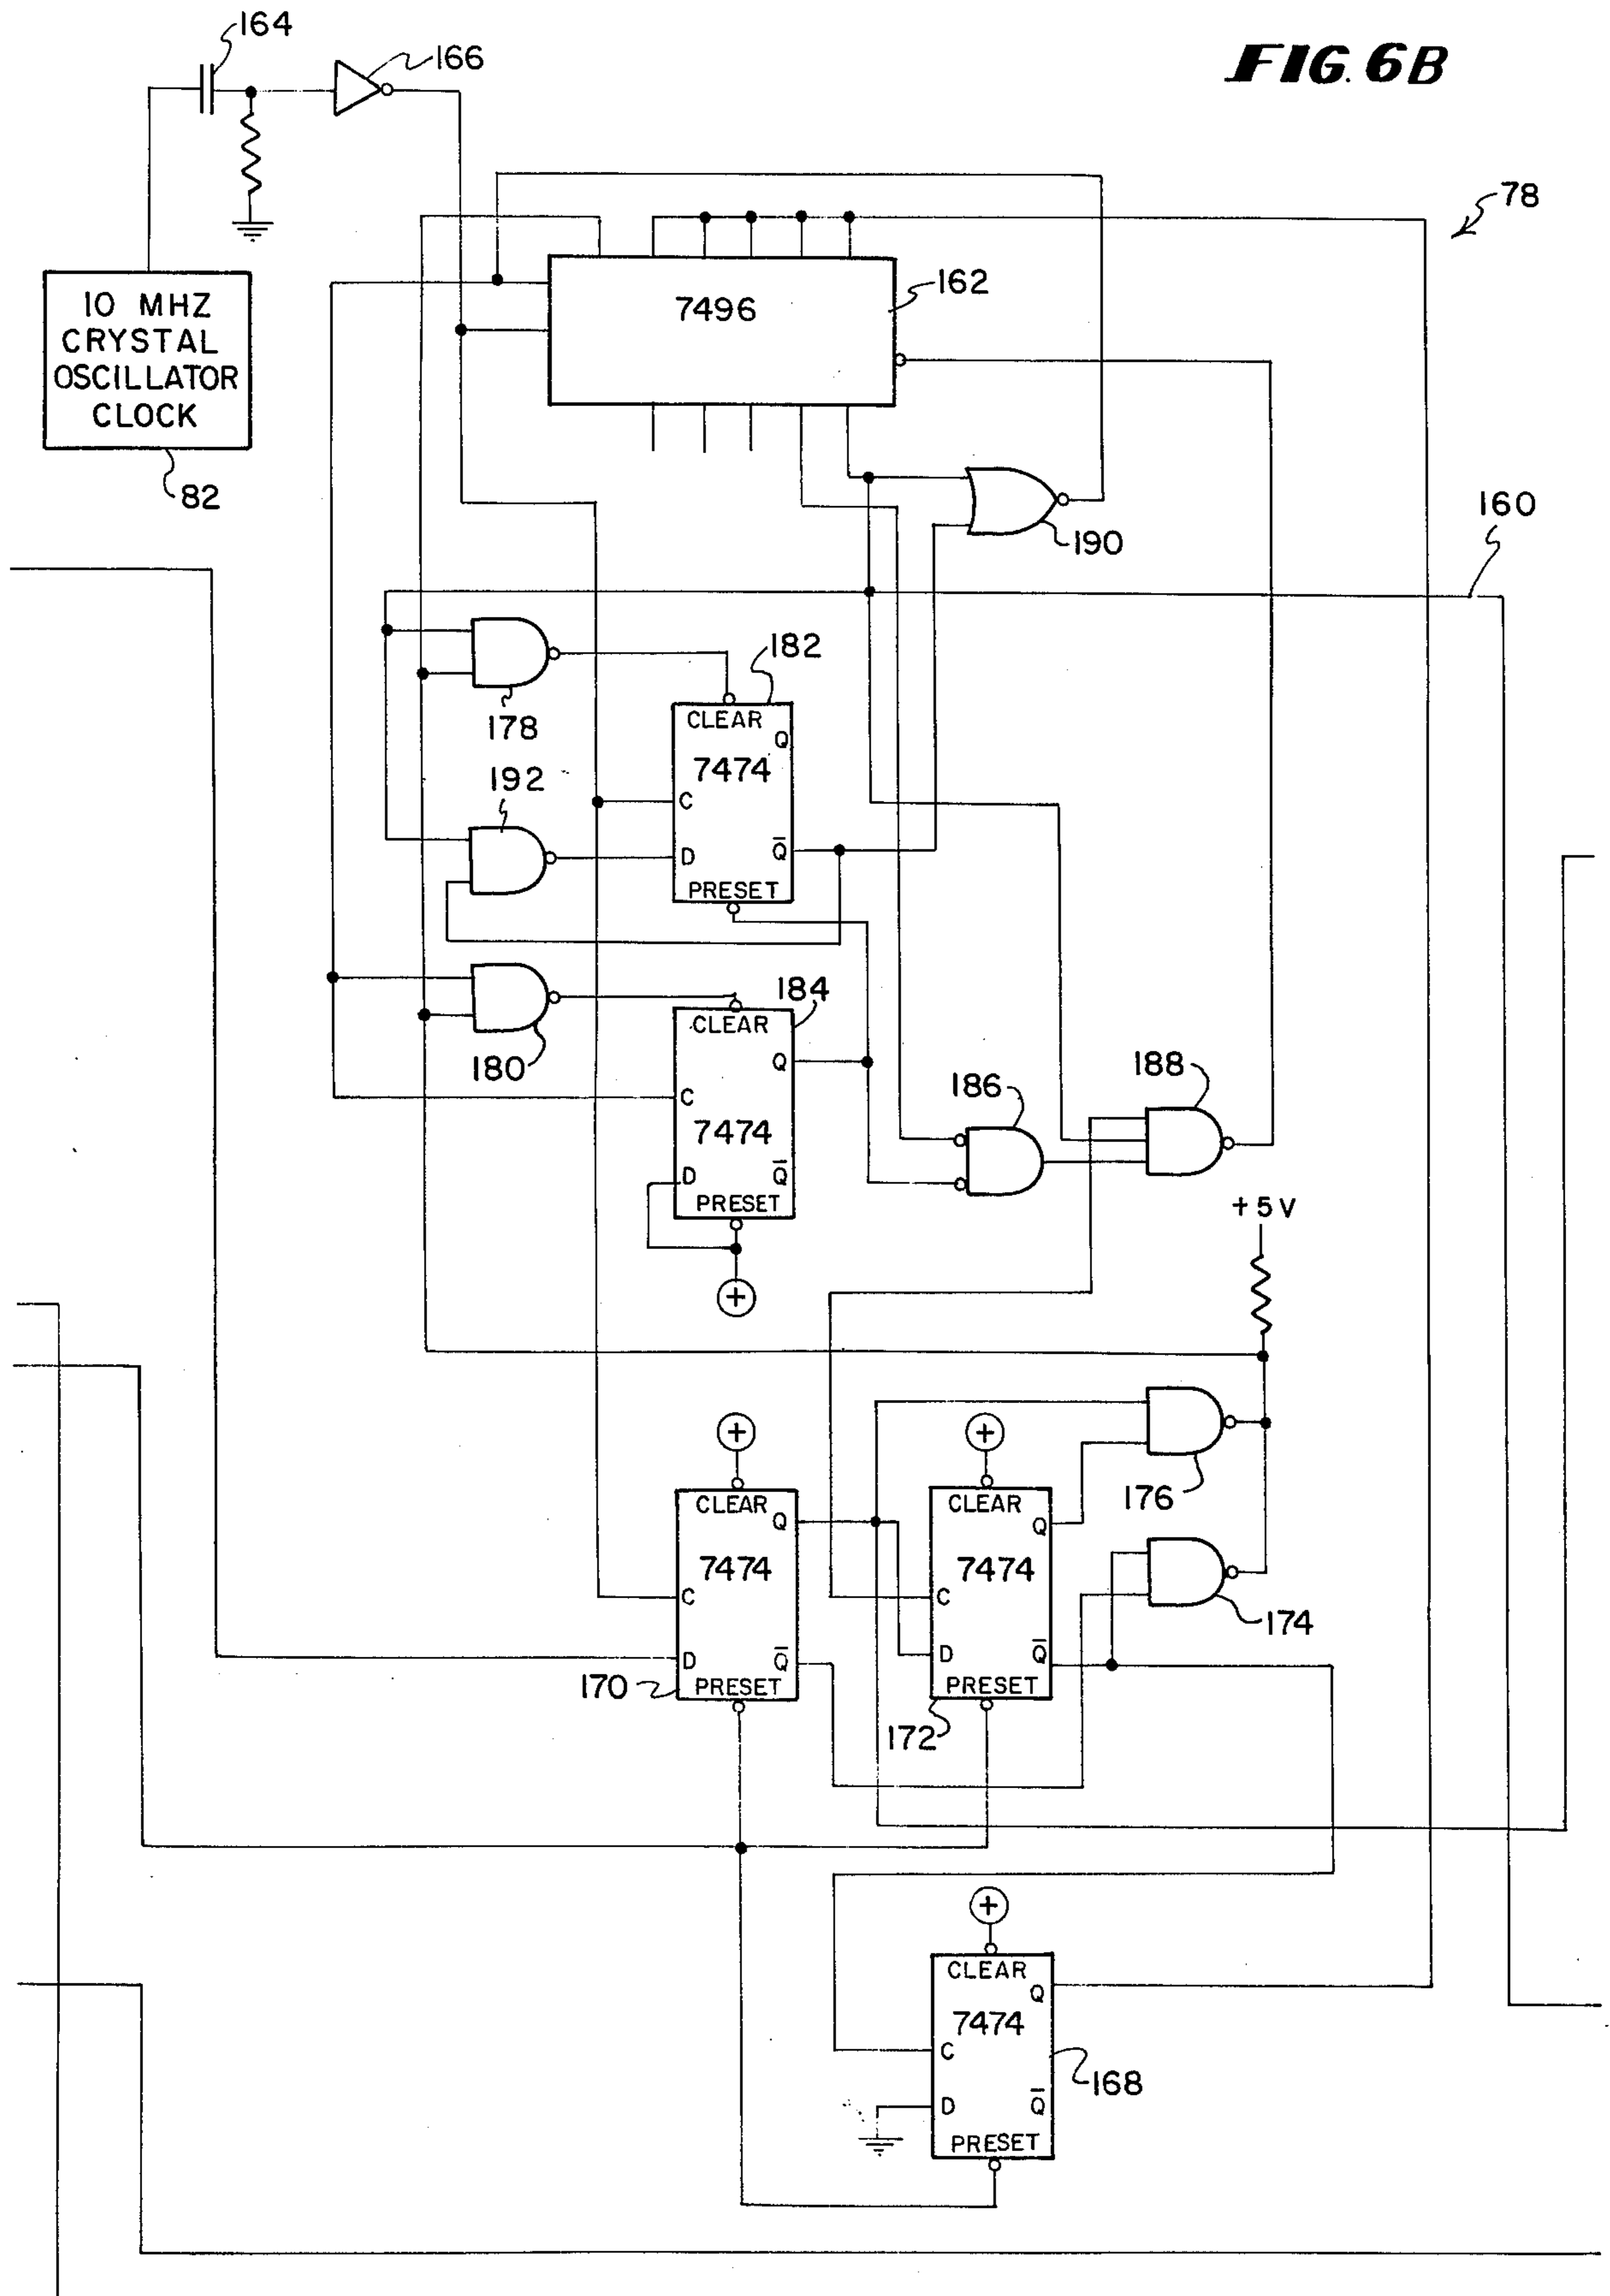 FIG. 6B
164
166
78
10 MHZ
CRYSTAL
OSCILLATOR
CLOCK
82
7496
162
190
160
178
182
CLEAR
Q
7474
C
D
Q̅
PRESET
192
180
184
CLEAR
Q
C
7474
D
Q̅
PRESET
+
186
188
+5V
+
CLEAR
Q
7474
C
D
Q̅
PRESET
170
+
CLEAR
Q
7474
C
D
Q̅
PRESET
172
176
174
+
CLEAR
Q
7474
C
D
Q̅
PRESET
168